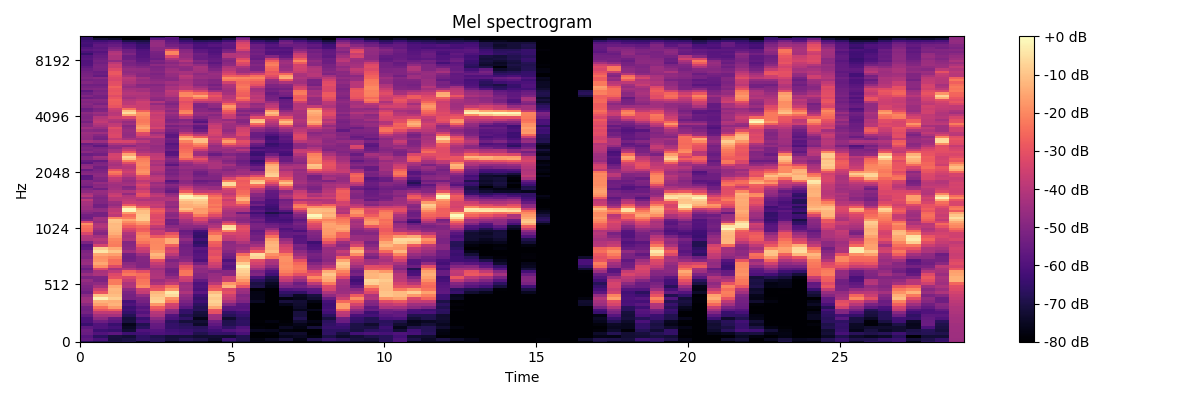 Mel spectrogram
Hz
8192
4096
2048
1024
512
0
0 5 10 15 20 25
Time
+0 dB
-10 dB
-20 dB
-30 dB
-40 dB
-50 dB
-60 dB
-70 dB
-80 dB